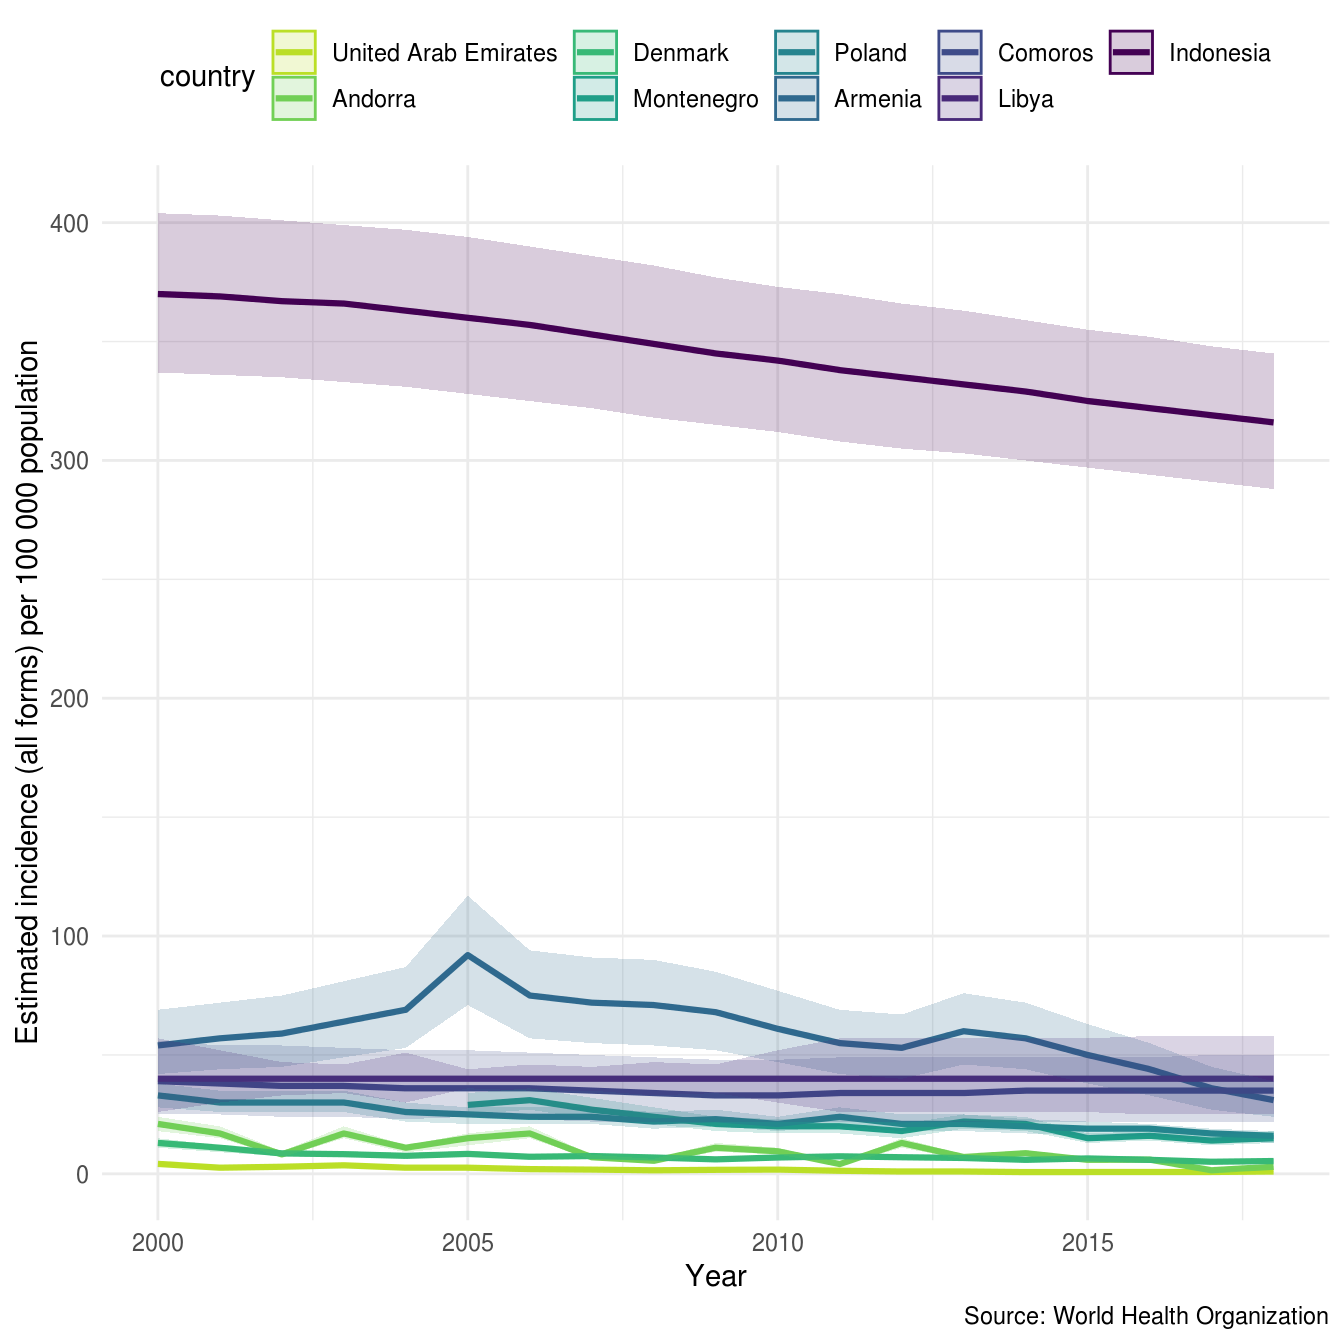 country
United Arab Emirates
Denmark
Poland
Comoros
Indonesia
Andorra
Montenegro
Armenia
Libya
Estimated incidence (all forms) per 100 000 population
400
300
200
100
0
2000
2005
2010
2015
Year
Source: World Health Organization